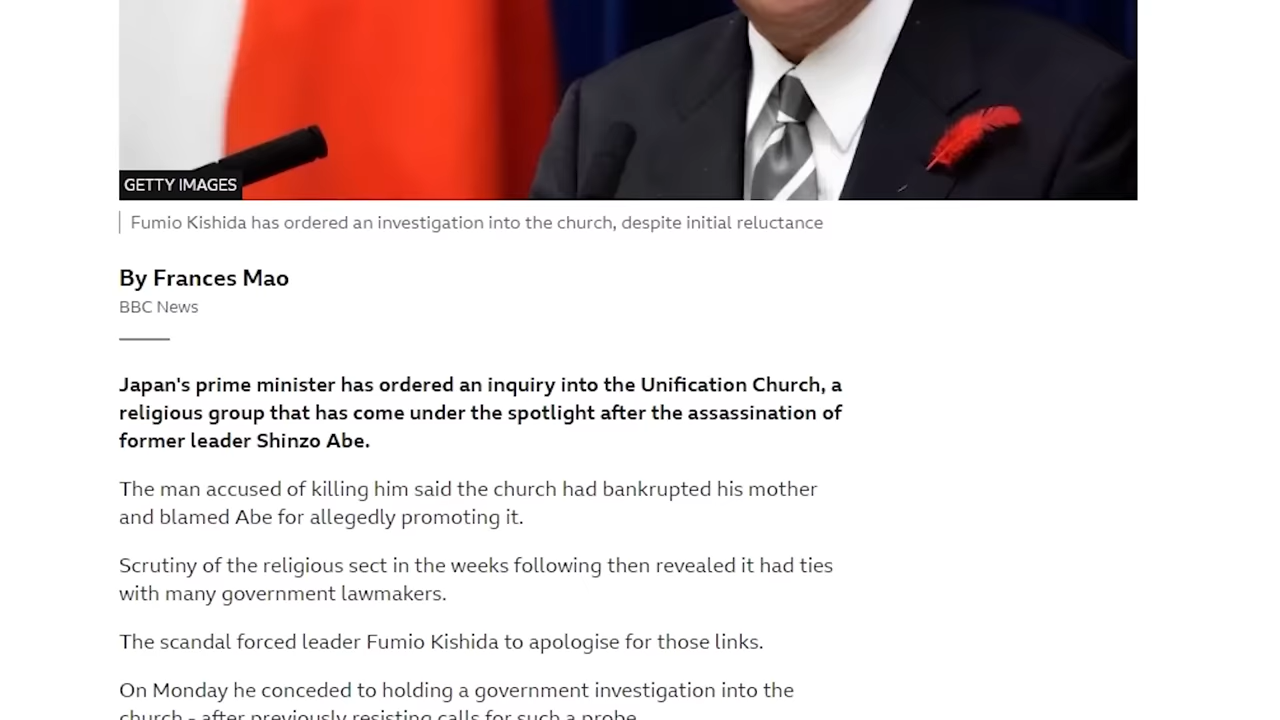 GETTY IMAGES
Fumio Kishida has ordered an investigation into the church, despite initial reluctance
By Frances Mao
BBC News
Japan's prime minister has ordered an inquiry into the Unification Church, a
religious group that has come under the spotlight after the assassination of
former leader Shinzo Abe.
The man accused of killing him said the church had bankrupted his mother
and blamed Abe for allegedly promoting it.
Scrutiny of the religious sect in the weeks following then revealed it had ties
with many government lawmakers.
The scandal forced leader Fumio Kishida to apologise for those links.
On Monday he conceded to holding a government investigation into the
church - after previously resisting calls for such a probe.